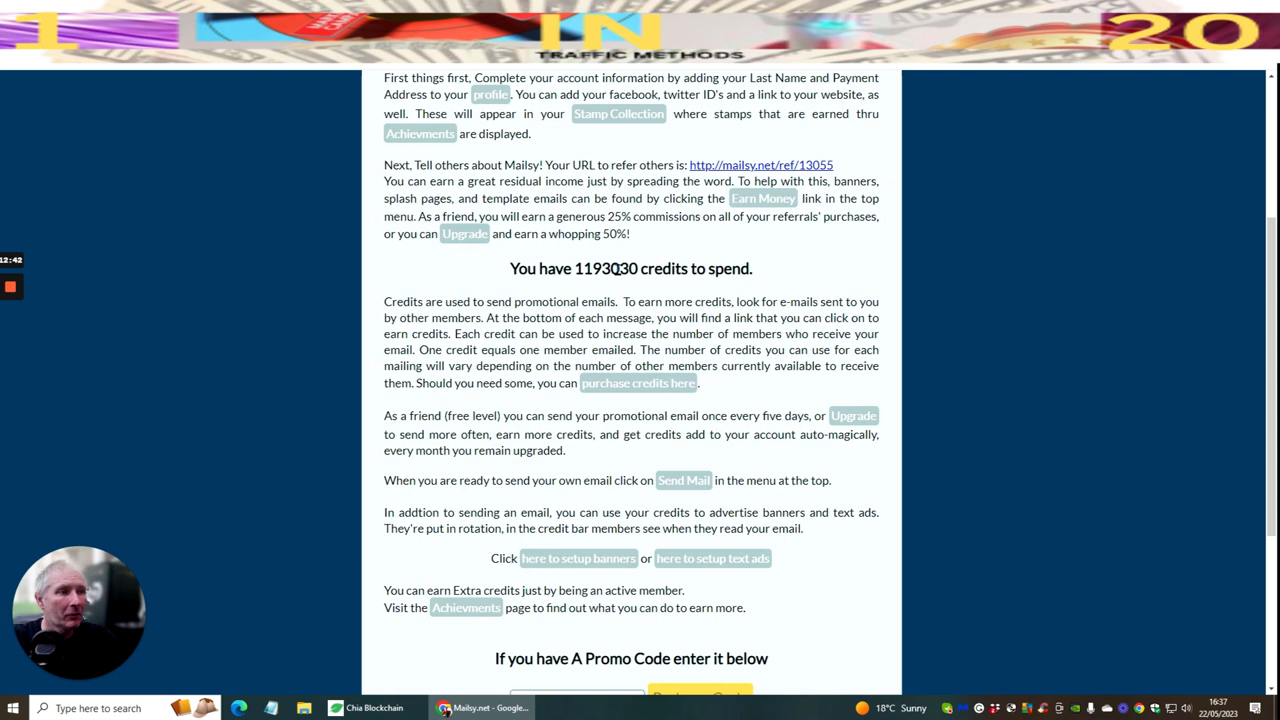 1 IN 20
TRAFFIC METHODS
First things first, Complete your account information by adding your Last Name and Payment
Address to your profile. You can add your facebook, twitter ID's and a link to your website, as
well. These will appear in your Stamp Collection where stamps that are earned thru
Achievments are displayed.
Next, Tell others about Mailsy! Your URL to refer others is: http://mailsy.net/ref/13055
You can earn a great residual income just by spreading the word. To help with this, banners,
splash pages, and template emails can be found by clicking the Earn Money link in the top
menu. As a friend, you will earn a generous 25% commissions on all of your referrals' purchases,
or you can Upgrade and earn a whopping 50%!
12:42
You have 1193030 credits to spend.
Credits are used to send promotional emails. To earn more credits, look for e-mails sent to you
by other members. At the bottom of each message, you will find a link that you can click on to
earn credits. Each credit can be used to increase the number of members who receive your
email. One credit equals one member emailed. The number of credits you can use for each
mailing will vary depending on the number of other members currently available to receive
them. Should you need some, you can purchase credits here.
As a friend (free level) you can send your promotional email once every five days, or Upgrade
to send more often, earn more credits, and get credits add to your account auto-magically,
every month you remain upgraded.
When you are ready to send your own email click on Send Mail in the menu at the top.
In addtion to sending an email, you can use your credits to advertise banners and text ads.
They're put in rotation, in the credit bar members see when they read your email.
Click here to setup banners or here to setup text ads
You can earn Extra credits just by being an active member.
Visit the Achievments page to find out what you can do to earn more.
If you have A Promo Code enter it below
Type here to search
Chia Blockchain
Mailsy.net - Google...
18°C Sunny
16:37
22/05/2023